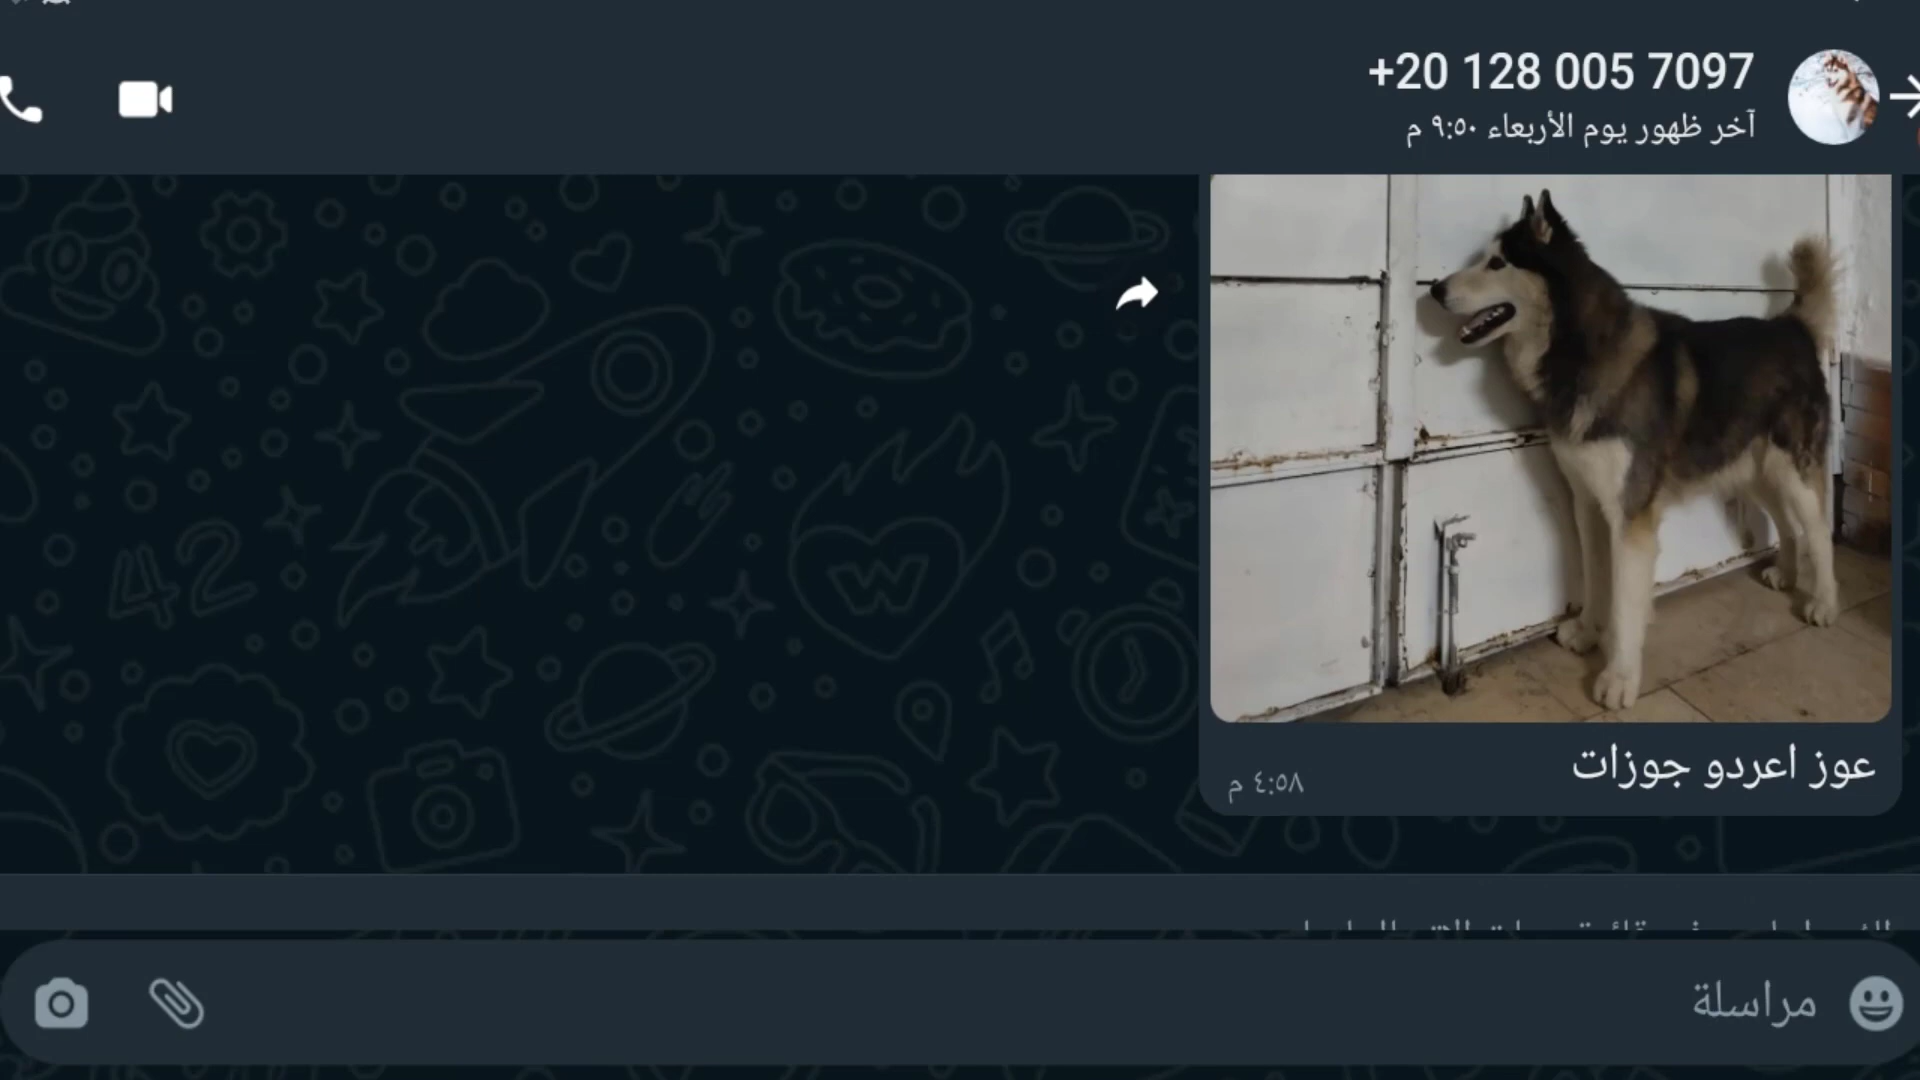 +20 128 005 7097
آخر ظهور يوم الأربعاء ٩:٥٠ م
عوز اعردو جوزات
٤:٥٨ م
مراسلة